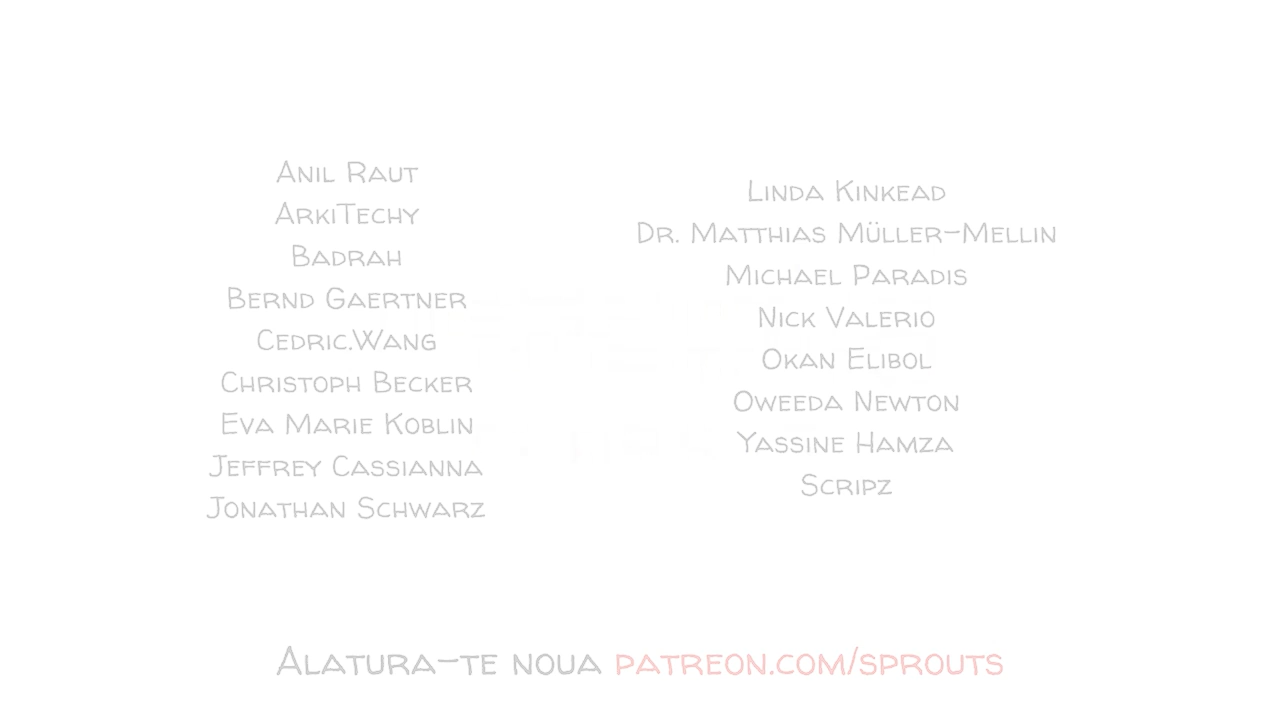 Anil Raut
ArkiTechy
Badrah
Bernd Gaertner
Cedric.Wang
Christoph Becker
Eva Marie Koblin
Jeffrey Cassianna
Jonathan Schwarz
Linda Kinkead
Dr. Matthias Müller-Mellin
Michael Paradis
Nick Valerio
Okan Elibol
Oweeda Newton
Yassine Hamza
Scripz
Alatura-te noua patreon.com/sprouts